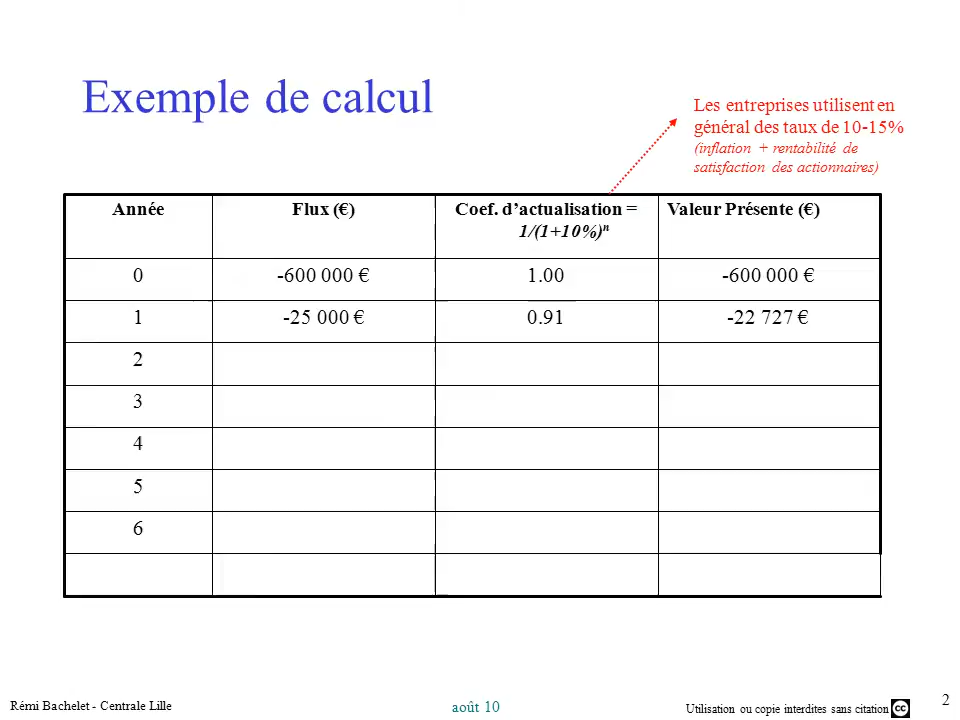 Exemple de calcul
Les entreprises utilisent en
général des taux de 10-15%
(inflation + rentabilité de
satisfaction des actionnaires)
Année Flux (€) Coef. d’actualisation = Valeur Présente (€)
1/(1+10%)ⁿ
0 -600 000 € 1.00 -600 000 €
1 -25 000 € 0.91 -22 727 €
2
3
4
5
6
Rémi Bachelet - Centrale Lille août 10 Utilisation ou copie interdites sans citation cc 2